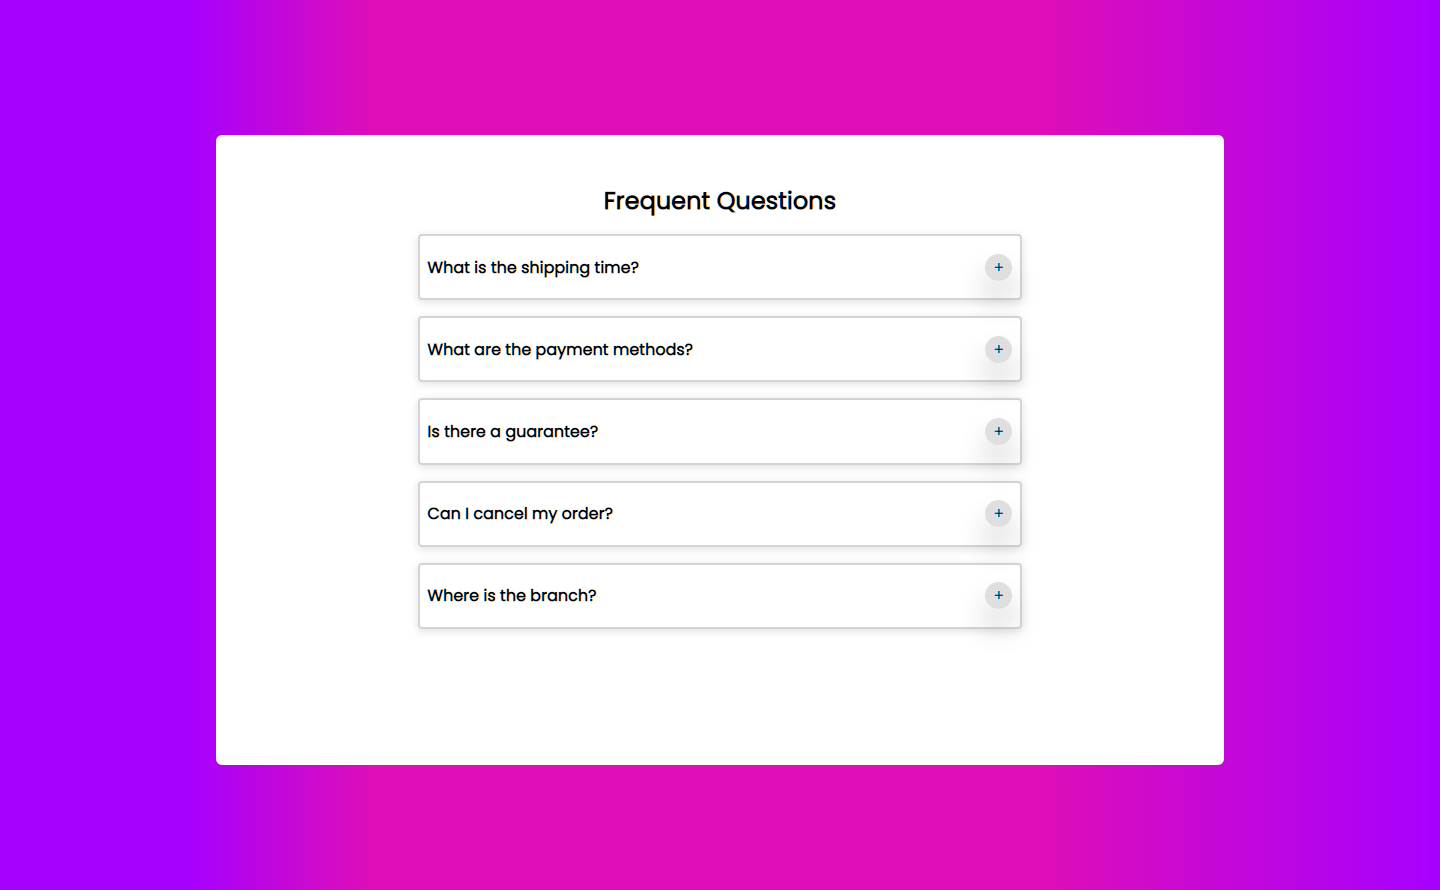 Frequent Questions
What is the shipping time?
+
What are the payment methods?
+
Is there a guarantee?
+
Can I cancel my order?
+
Where is the branch?
+